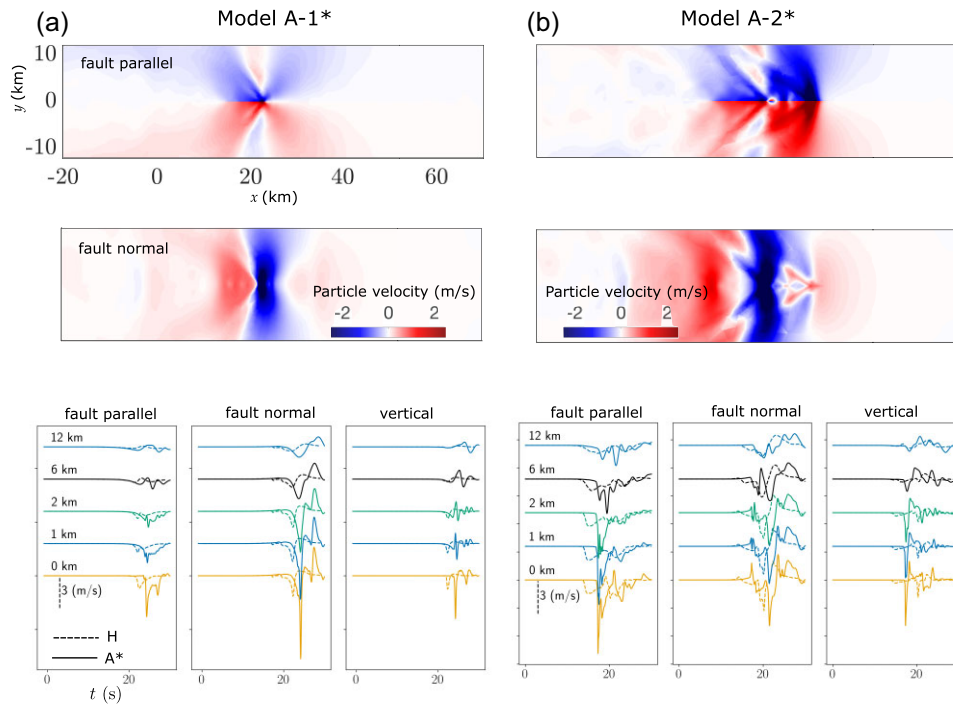 (a) Model A-1*
(b) Model A-2*
10
0
-10
y (km)
fault parallel
-20 0 20 40 60
x (km)
fault normal
Particle velocity (m/s)
-2 0 2
Particle velocity (m/s)
-2 0 2
fault parallel fault normal vertical
12 km
6 km
2 km
1 km
0 km
3 (m/s)
H
A*
0 20 0 20 0 20
t (s)
fault parallel fault normal vertical
12 km
6 km
2 km
1 km
0 km
3 (m/s)
0 20 0 20 0 20